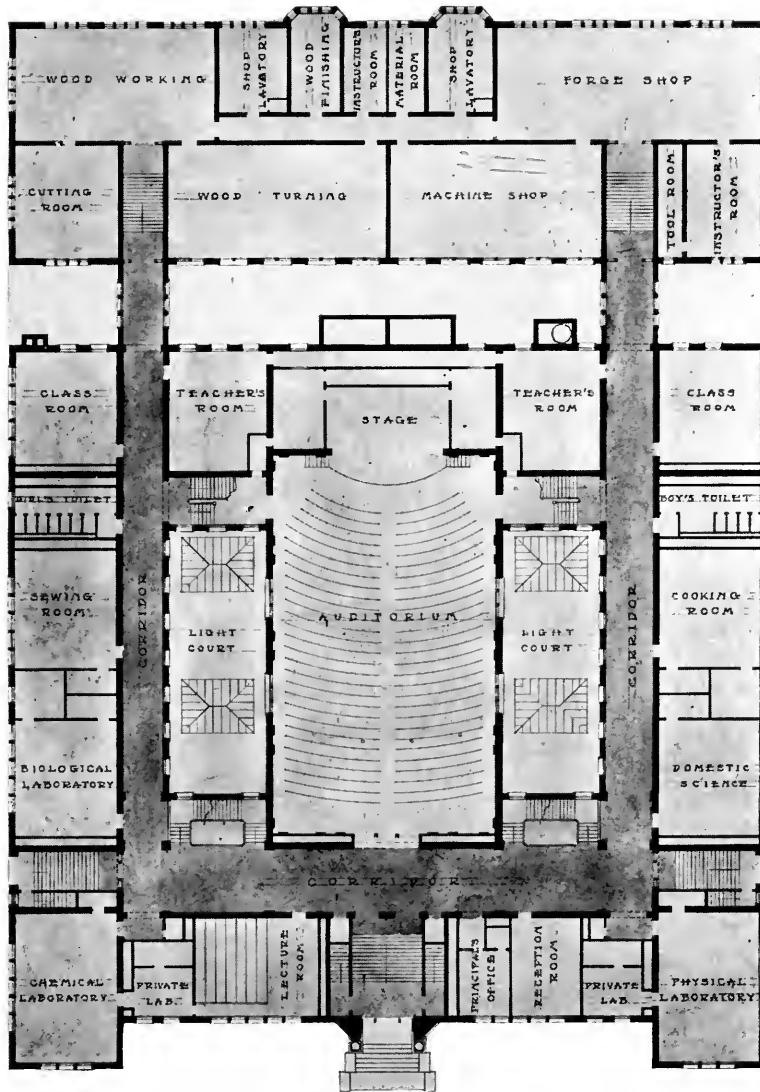 WOOD WORKING
SHOP
LAVATORY
WOOD
FINISHING
INSTRUCTOR'S
ROOM
MATERIAL
ROOM
SHOP
LAVATORY
FORGE SHOP
CUTTING
ROOM
WOOD TURNING
MACHINE SHOP
TOOL ROOM
INSTRUCTOR'S
ROOM
CLASS
ROOM
TEACHER'S
ROOM
STAGE
TEACHER'S
ROOM
CLASS
ROOM
GIRL'S TOILET
BOY'S TOILET
SEWING
ROOM
CORRIDOR
LIGHT
COURT
AUDITORIUM
LIGHT
COURT
CORRIDOR
COOKING
ROOM
BIOLOGICAL
LABORATORY
DOMESTIC
SCIENCE
CORRIDOR
CHEMICAL
LABORATORY
PRIVATE
LAB.
LECTURE
ROOM
PRINCIPAL'S
OFFICE
RECEPTION
ROOM
PRIVATE
LAB.
PHYSICAL
LABORATORY